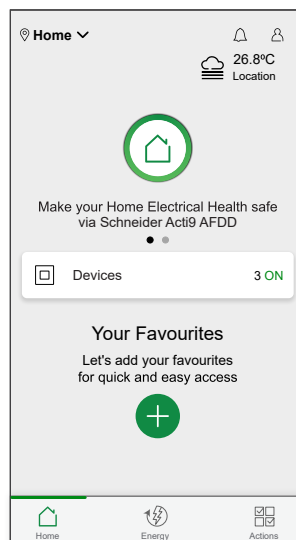 Home
26.8ºC
Location
Make your Home Electrical Health safe
via Schneider Acti9 AFDD
Devices 3 ON
Your Favourites
Let's add your favourites
for quick and easy access
Home Energy Actions